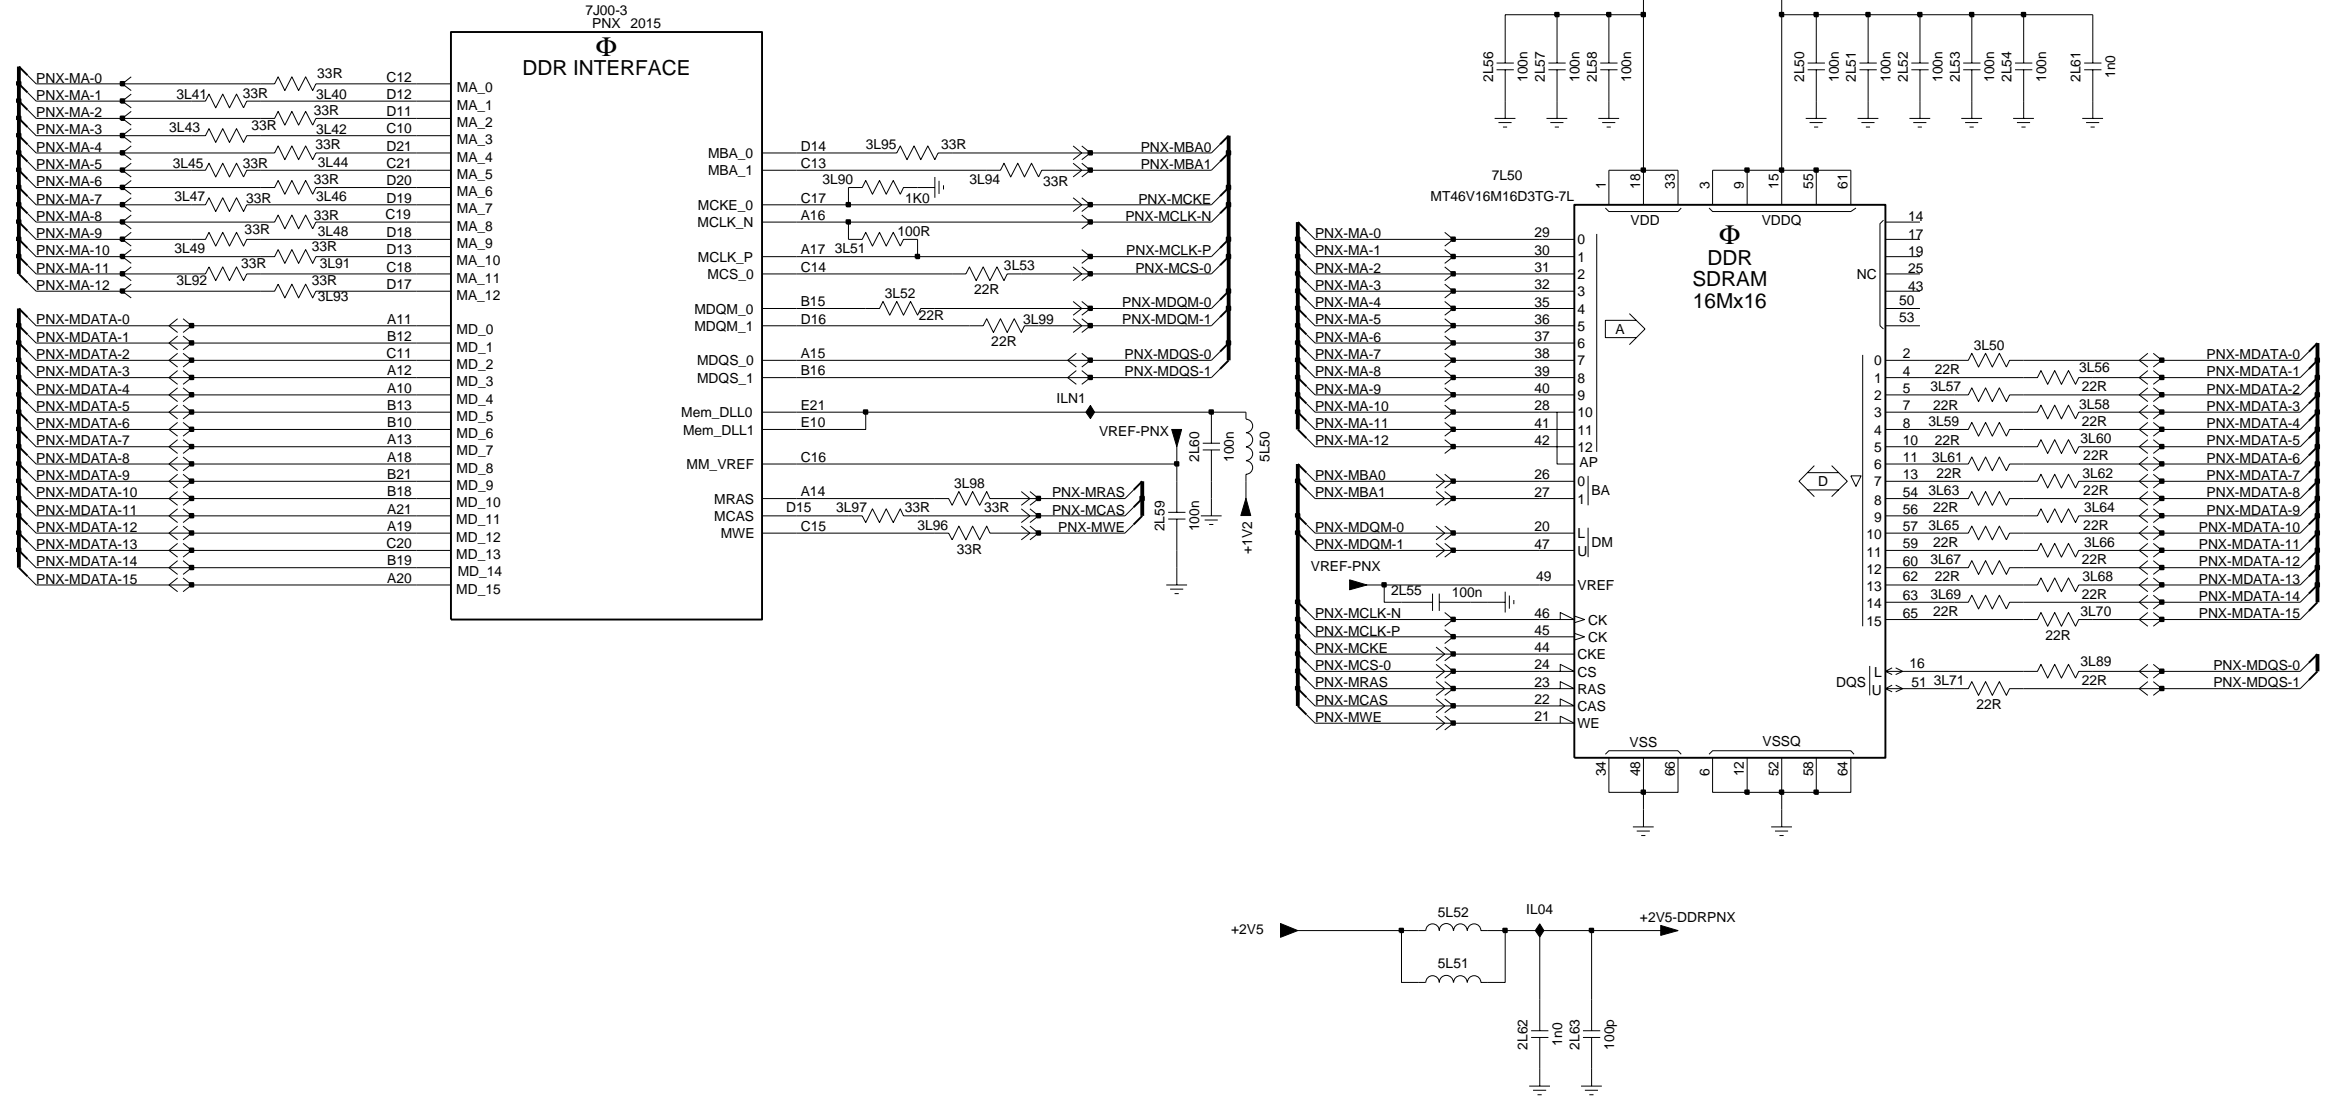 7J00-3
PNX 2015
Φ
DDR INTERFACE
PNX-MA-0 33R C12 MA_0
PNX-MA-1 3L41 33R 3L40 D12 MA_1
PNX-MA-2 33R D11 MA_2
PNX-MA-3 3L43 33R 3L42 C10 MA_3
PNX-MA-4 33R D21 MA_4
PNX-MA-5 3L45 33R 3L44 C21 MA_5
PNX-MA-6 33R D20 MA_6
PNX-MA-7 3L47 33R 3L46 D19 MA_7
PNX-MA-8 33R C19 MA_8
PNX-MA-9 33R 3L48 D18 MA_9
PNX-MA-10 3L49 33R D13 MA_10
PNX-MA-11 33R 3L91 C18 MA_11
PNX-MA-12 3L92 33R 3L93 D17 MA_12
PNX-MDATA-0 A11 MD_0
PNX-MDATA-1 B12 MD_1
PNX-MDATA-2 C11 MD_2
PNX-MDATA-3 A12 MD_3
PNX-MDATA-4 A10 MD_4
PNX-MDATA-5 B13 MD_5
PNX-MDATA-6 B10 MD_6
PNX-MDATA-7 A13 MD_7
PNX-MDATA-8 A18 MD_8
PNX-MDATA-9 B21 MD_9
PNX-MDATA-10 B18 MD_10
PNX-MDATA-11 A21 MD_11
PNX-MDATA-12 A19 MD_12
PNX-MDATA-13 C20 MD_13
PNX-MDATA-14 B19 MD_14
PNX-MDATA-15 A20 MD_15
MBA_0 D14 3L95 33R PNX-MBA0
MBA_1 C13 3L94 33R PNX-MBA1
3L90 1K0
MCKE_0 C17 PNX-MCKE
MCLK_N A16 PNX-MCLK-N
3L51 100R
MCLK_P A17 PNX-MCLK-P
MCS_0 C14 3L53 22R PNX-MCS-0
MDQM_0 B15 3L52 22R PNX-MDQM-0
MDQM_1 D16 3L99 22R PNX-MDQM-1
MDQS_0 A15 PNX-MDQS-0
MDQS_1 B16 PNX-MDQS-1
Mem_DLL0 E21 ILN1
Mem_DLL1 E10
VREF-PNX 2L60 100n 5L50
MM_VREF C16
MRAS A14 3L98 33R PNX-MRAS
MCAS D15 3L97 33R PNX-MCAS
MWE C15 3L96 33R PNX-MWE
2L59 100n +1V2
2L56 100n 2L57 100n 2L58 100n
2L50 100n 2L51 100n 2L52 100n 2L53 100n 2L54 100n 2L61 1n0
7L50
MT46V16M16D3TG-7L
1 18 33 3 9 15 55 61
VDD VDDQ
Φ
DDR
SDRAM
16Mx16
14
17
19
NC 25
43
50
53
PNX-MA-0 29 0
PNX-MA-1 30 1
PNX-MA-2 31 2
PNX-MA-3 32 3
PNX-MA-4 35 4
PNX-MA-5 36 5
A
PNX-MA-6 37 6
PNX-MA-7 38 7
PNX-MA-8 39 8
PNX-MA-9 40 9
PNX-MA-10 28 10
PNX-MA-11 41 11
PNX-MA-12 42 12
AP
PNX-MBA0 26 0
PNX-MBA1 27 1 BA
PNX-MDQM-0 20 L
PNX-MDQM-1 47 U DM
VREF-PNX 49 VREF
2L55 100n
PNX-MCLK-N 46 CK
PNX-MCLK-P 45 CK
PNX-MCKE 44 CKE
PNX-MCS-0 24 CS
PNX-MRAS 23 RAS
PNX-MCAS 22 CAS
PNX-MWE 21 WE
0 2 3L50 PNX-MDATA-0
1 4 22R 3L56 PNX-MDATA-1
2 5 3L57 22R PNX-MDATA-2
3 7 22R 3L58 PNX-MDATA-3
4 8 3L59 22R PNX-MDATA-4
5 10 22R 3L60 PNX-MDATA-5
6 11 3L61 22R PNX-MDATA-6
D 7 13 22R 3L62 PNX-MDATA-7
8 54 3L63 22R PNX-MDATA-8
9 56 22R 3L64 PNX-MDATA-9
10 57 3L65 22R PNX-MDATA-10
11 59 22R 3L66 PNX-MDATA-11
12 60 3L67 22R PNX-MDATA-12
13 62 22R 3L68 PNX-MDATA-13
14 63 3L69 22R PNX-MDATA-14
15 65 22R 3L70 PNX-MDATA-15
22R
DQS L 16 3L89 PNX-MDQS-0
U 51 3L71 22R PNX-MDQS-1
22R
VSS VSSQ
34 48 66 6 12 52 58 64
+2V5 5L52 IL04 +2V5-DDRPNX
5L51
2L62 1n0 2L63 100p